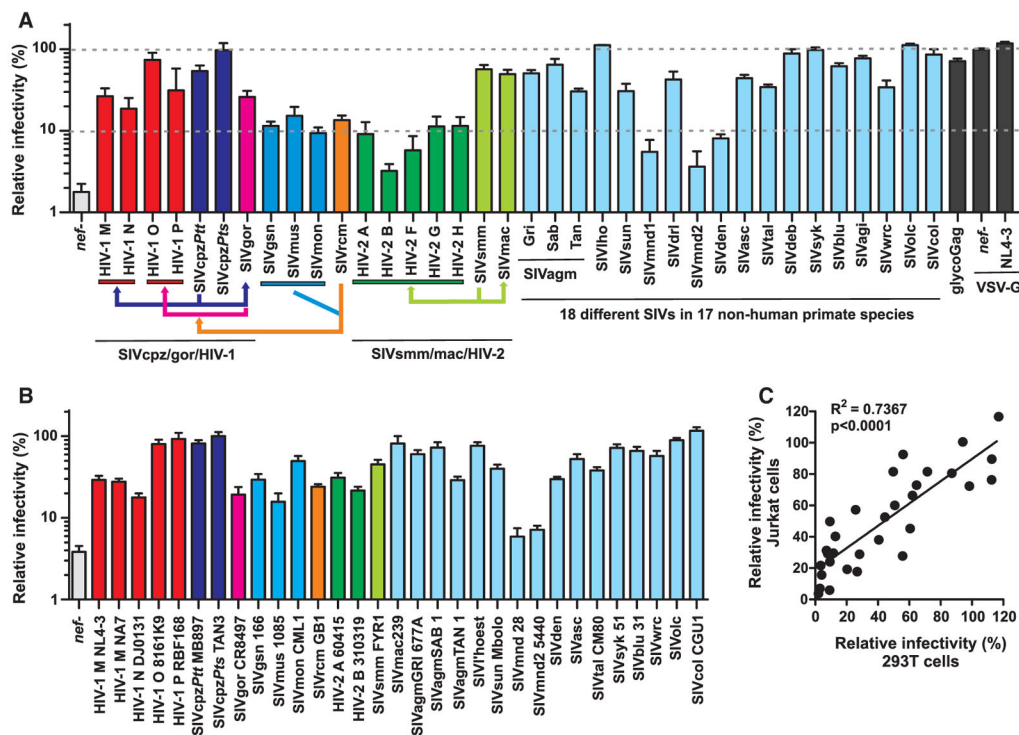 A
Relative infectivity (%)
100
10
1
nef-
HIV-1 M
HIV-1 N
HIV-1 O
HIV-1 P
SIVcpzPtt
SIVcpzPts
SIVgor
SIVgsn
SIVmus
SIVmon
SIVrcm
HIV-2 A
HIV-2 B
HIV-2 F
HIV-2 G
HIV-2 H
SIVsmm
SIVmac
Gri
Sab
Tan
SIVlho
SIVsun
SIVmnd1
SIVdri
SIVmnd2
SIVden
SIVasc
SIVtal
SIVdeb
SIVsyk
SIVblu
SIVagi
SIVwrc
SIVolc
SIVcol
glycoGag
nef-
NL4-3
SIVagm
VSV-G
18 different SIVs in 17 non-human primate species
SIVcpz/gor/HIV-1
SIVsmm/mac/HIV-2
B
Relative infectivity (%)
100
10
1
nef-
HIV-1 M NL4-3
HIV-1 M NA7
HIV-1 N DJ0131
HIV-1 O 8161K9
HIV-1 P RBF168
SIVcpzPtt MB897
SIVcpzPts TAN3
SIVgor CR8497
SIVgsn 166
SIVmus 1085
SIVmon CML1
SIVrcm GB1
HIV-2 A 60415
HIV-2 B 310319
SIVsmm FYR1
SIVmac239
SIVagmGRI 677A
SIVagmSAB 1
SIVagmTAN 1
SIVl'hoest
SIVsun Mbolo
SIVmnd 28
SIVmnd2 5440
SIVden
SIVasc
SIVtal CM80
SIVsyk 51
SIVblu 31
SIVwrc
SIVolc
SIVcol CGU1
C
R2 = 0.7367
p<0.0001
Relative infectivity (%)
Jurkat cells
120
100
80
60
40
20
0
0 20 40 60 80 100 120
Relative infectivity (%)
293T cells